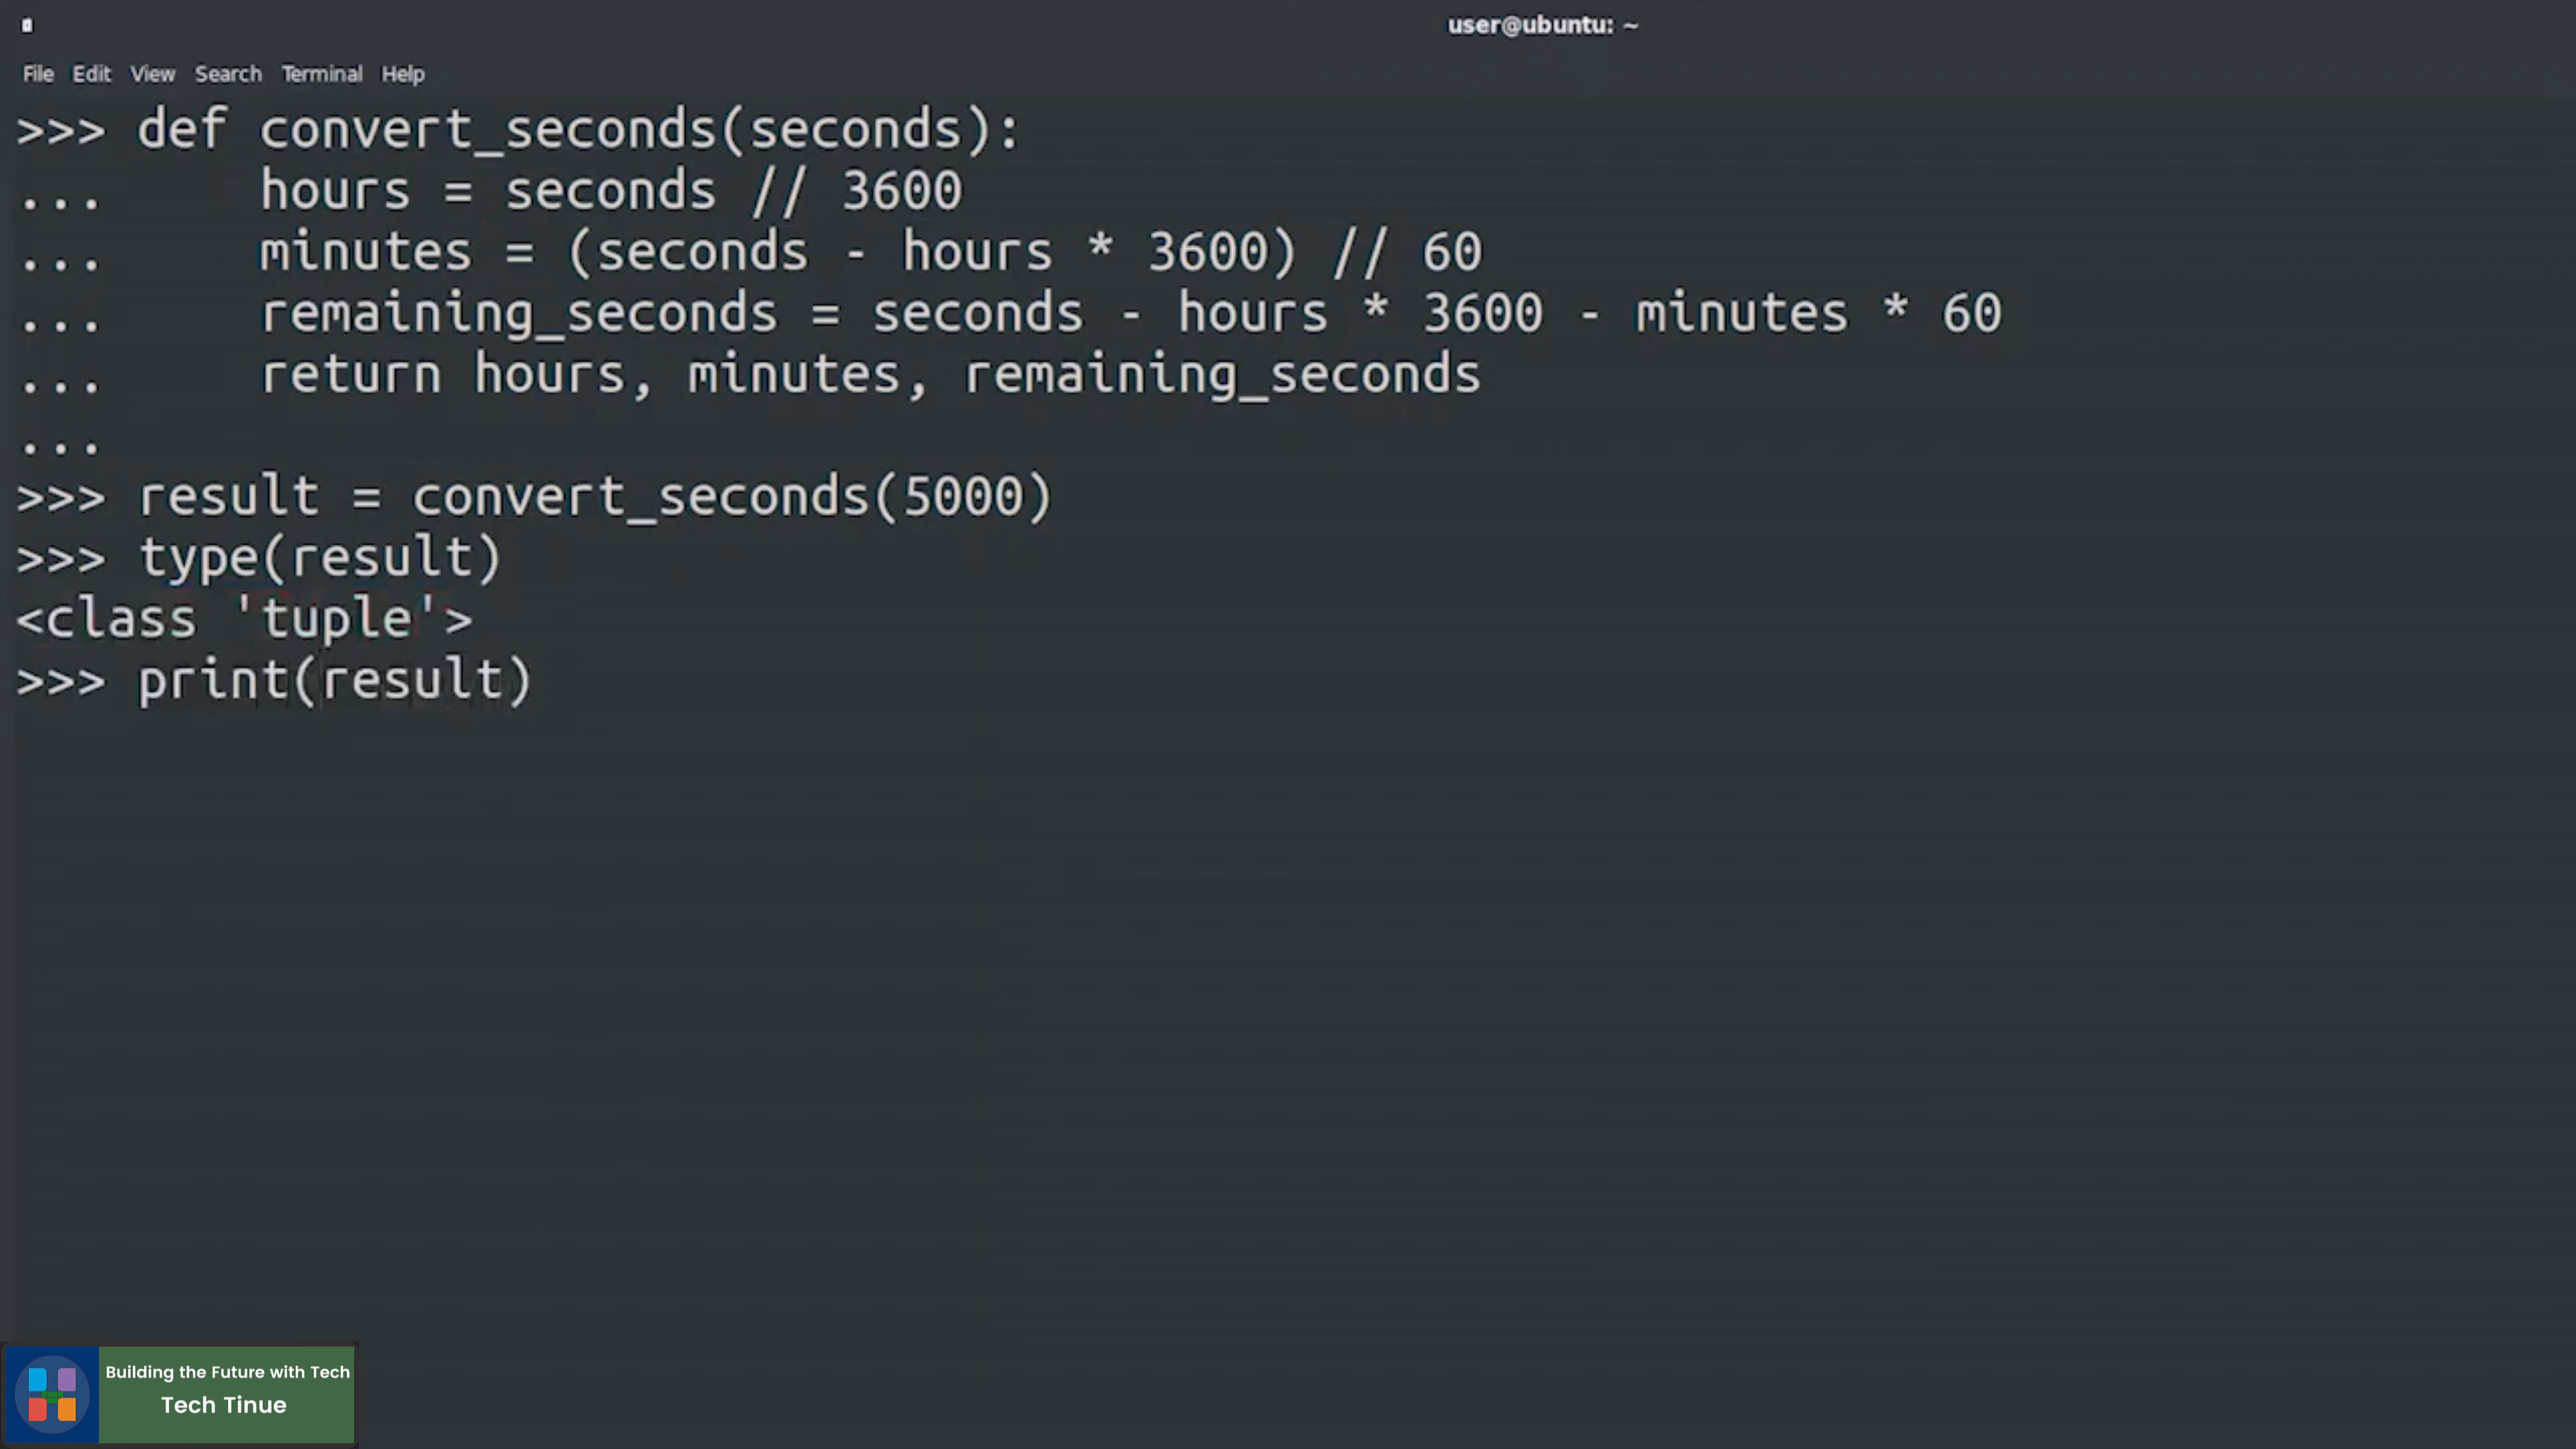 user@ubuntu: ~
File Edit View Search Terminal Help
>>> def convert_seconds(seconds):
...     hours = seconds // 3600
...     minutes = (seconds - hours * 3600) // 60
...     remaining_seconds = seconds - hours * 3600 - minutes * 60
...     return hours, minutes, remaining_seconds
...
>>> result = convert_seconds(5000)
>>> type(result)
<class 'tuple'>
>>> print(result)
Building the Future with Tech
Tech Tinue